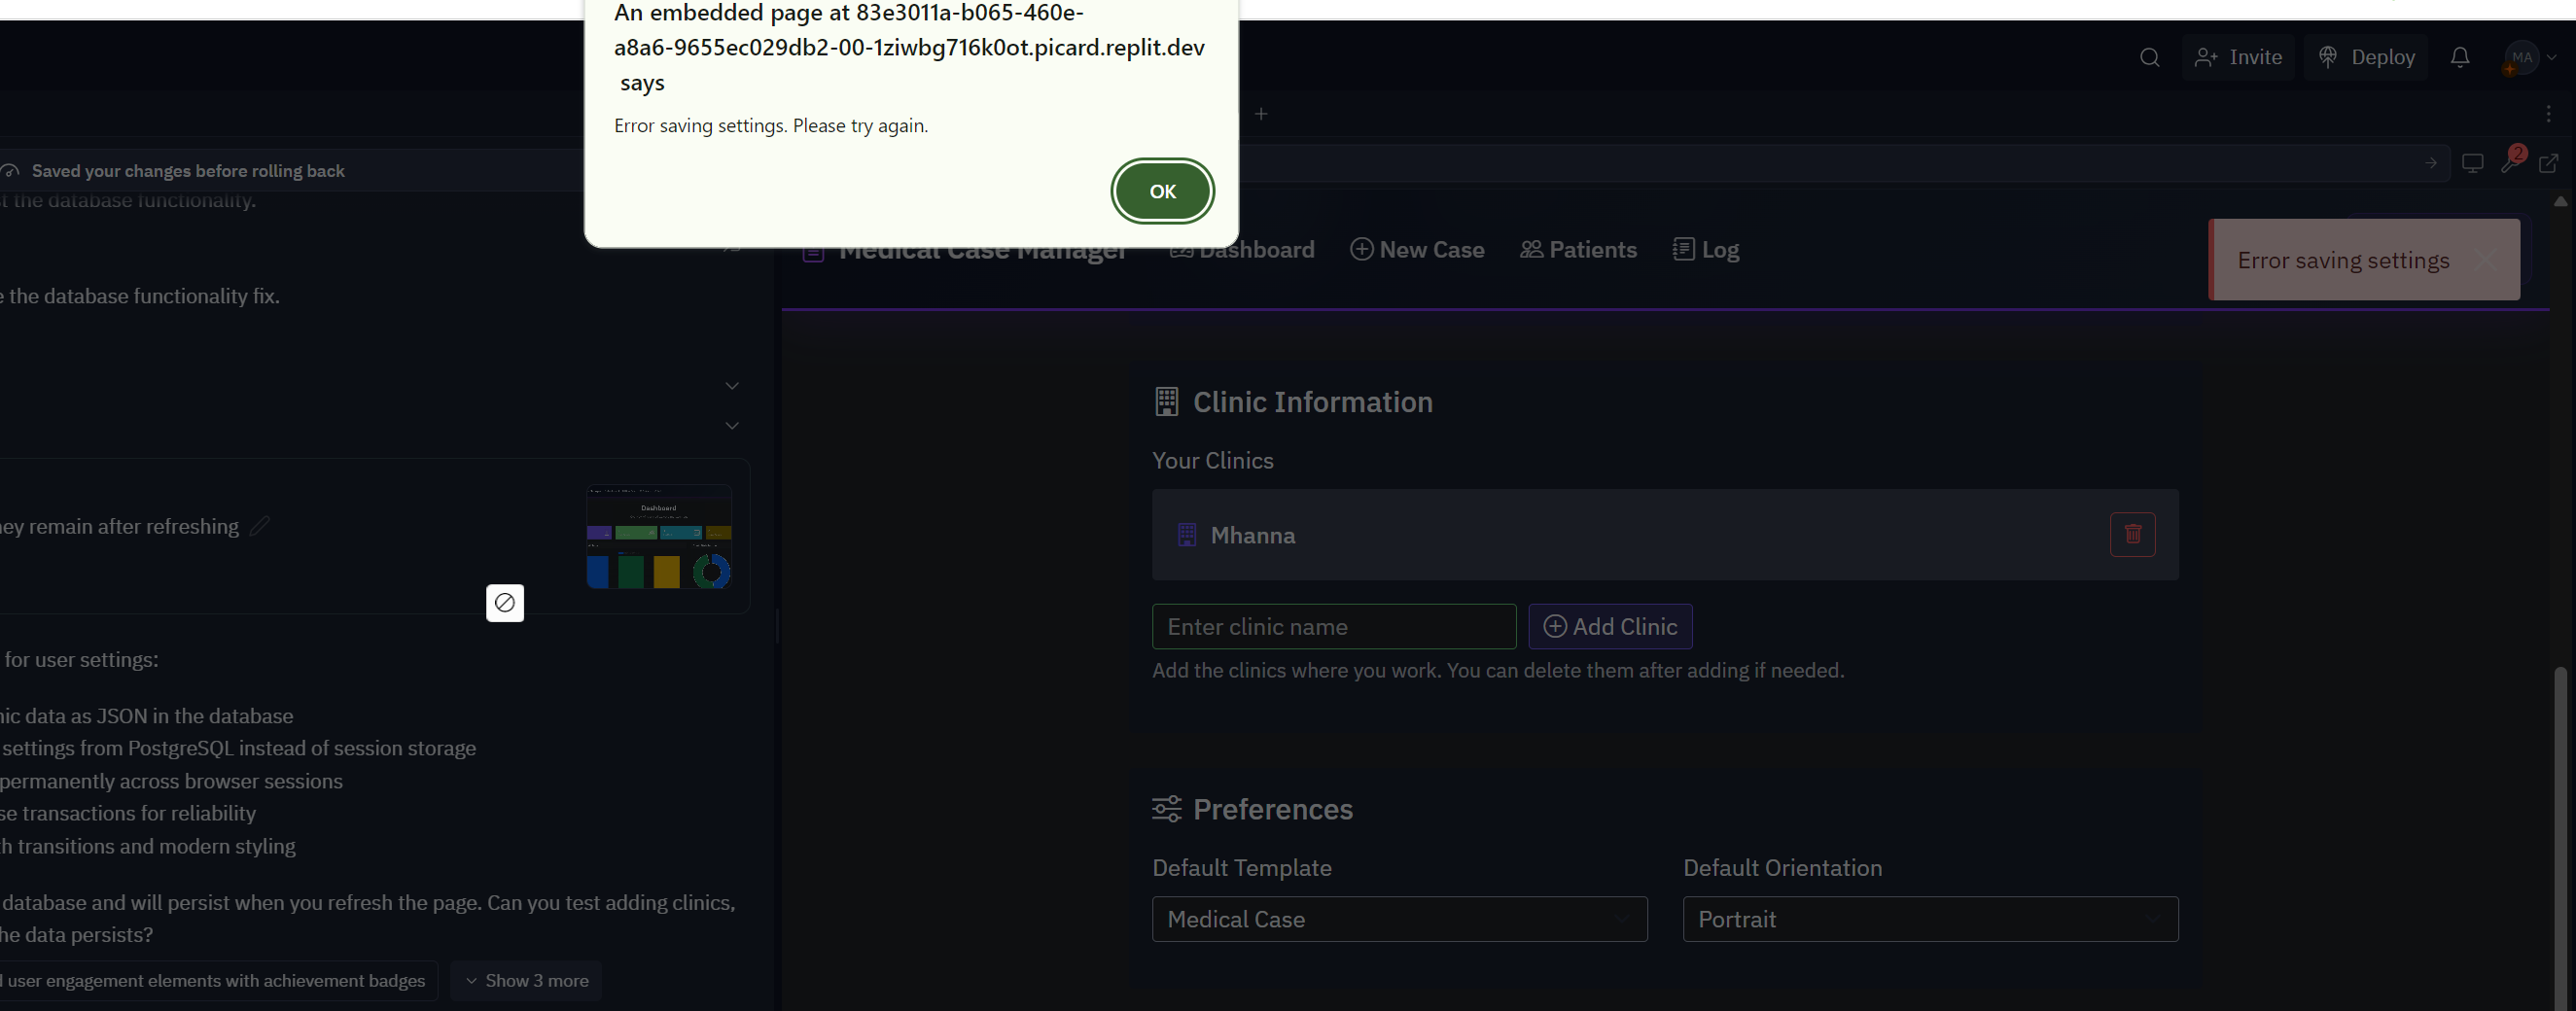 An embedded page at 83e3011a-b065-460e-
a8a6-9655ec029db2-00-1ziwbg716k0ot.picard.replit.dev
says
Error saving settings. Please try again.
OK
Invite
Deploy
MA
Saved your changes before rolling back
2
t the database functionality.
e the database functionality fix.
ey remain after refreshing
Dashboard
for user settings:
ic data as JSON in the database
settings from PostgreSQL instead of session storage
permanently across browser sessions
se transactions for reliability
h transitions and modern styling
database and will persist when you refresh the page. Can you test adding clinics,
he data persists?
user engagement elements with achievement badges
Show 3 more
Medical Case Manager
Dashboard
New Case
Patients
Log
Error saving settings
Clinic Information
Your Clinics
Mhanna
Enter clinic name
Add Clinic
Add the clinics where you work. You can delete them after adding if needed.
Preferences
Default Template
Default Orientation
Medical Case
Portrait